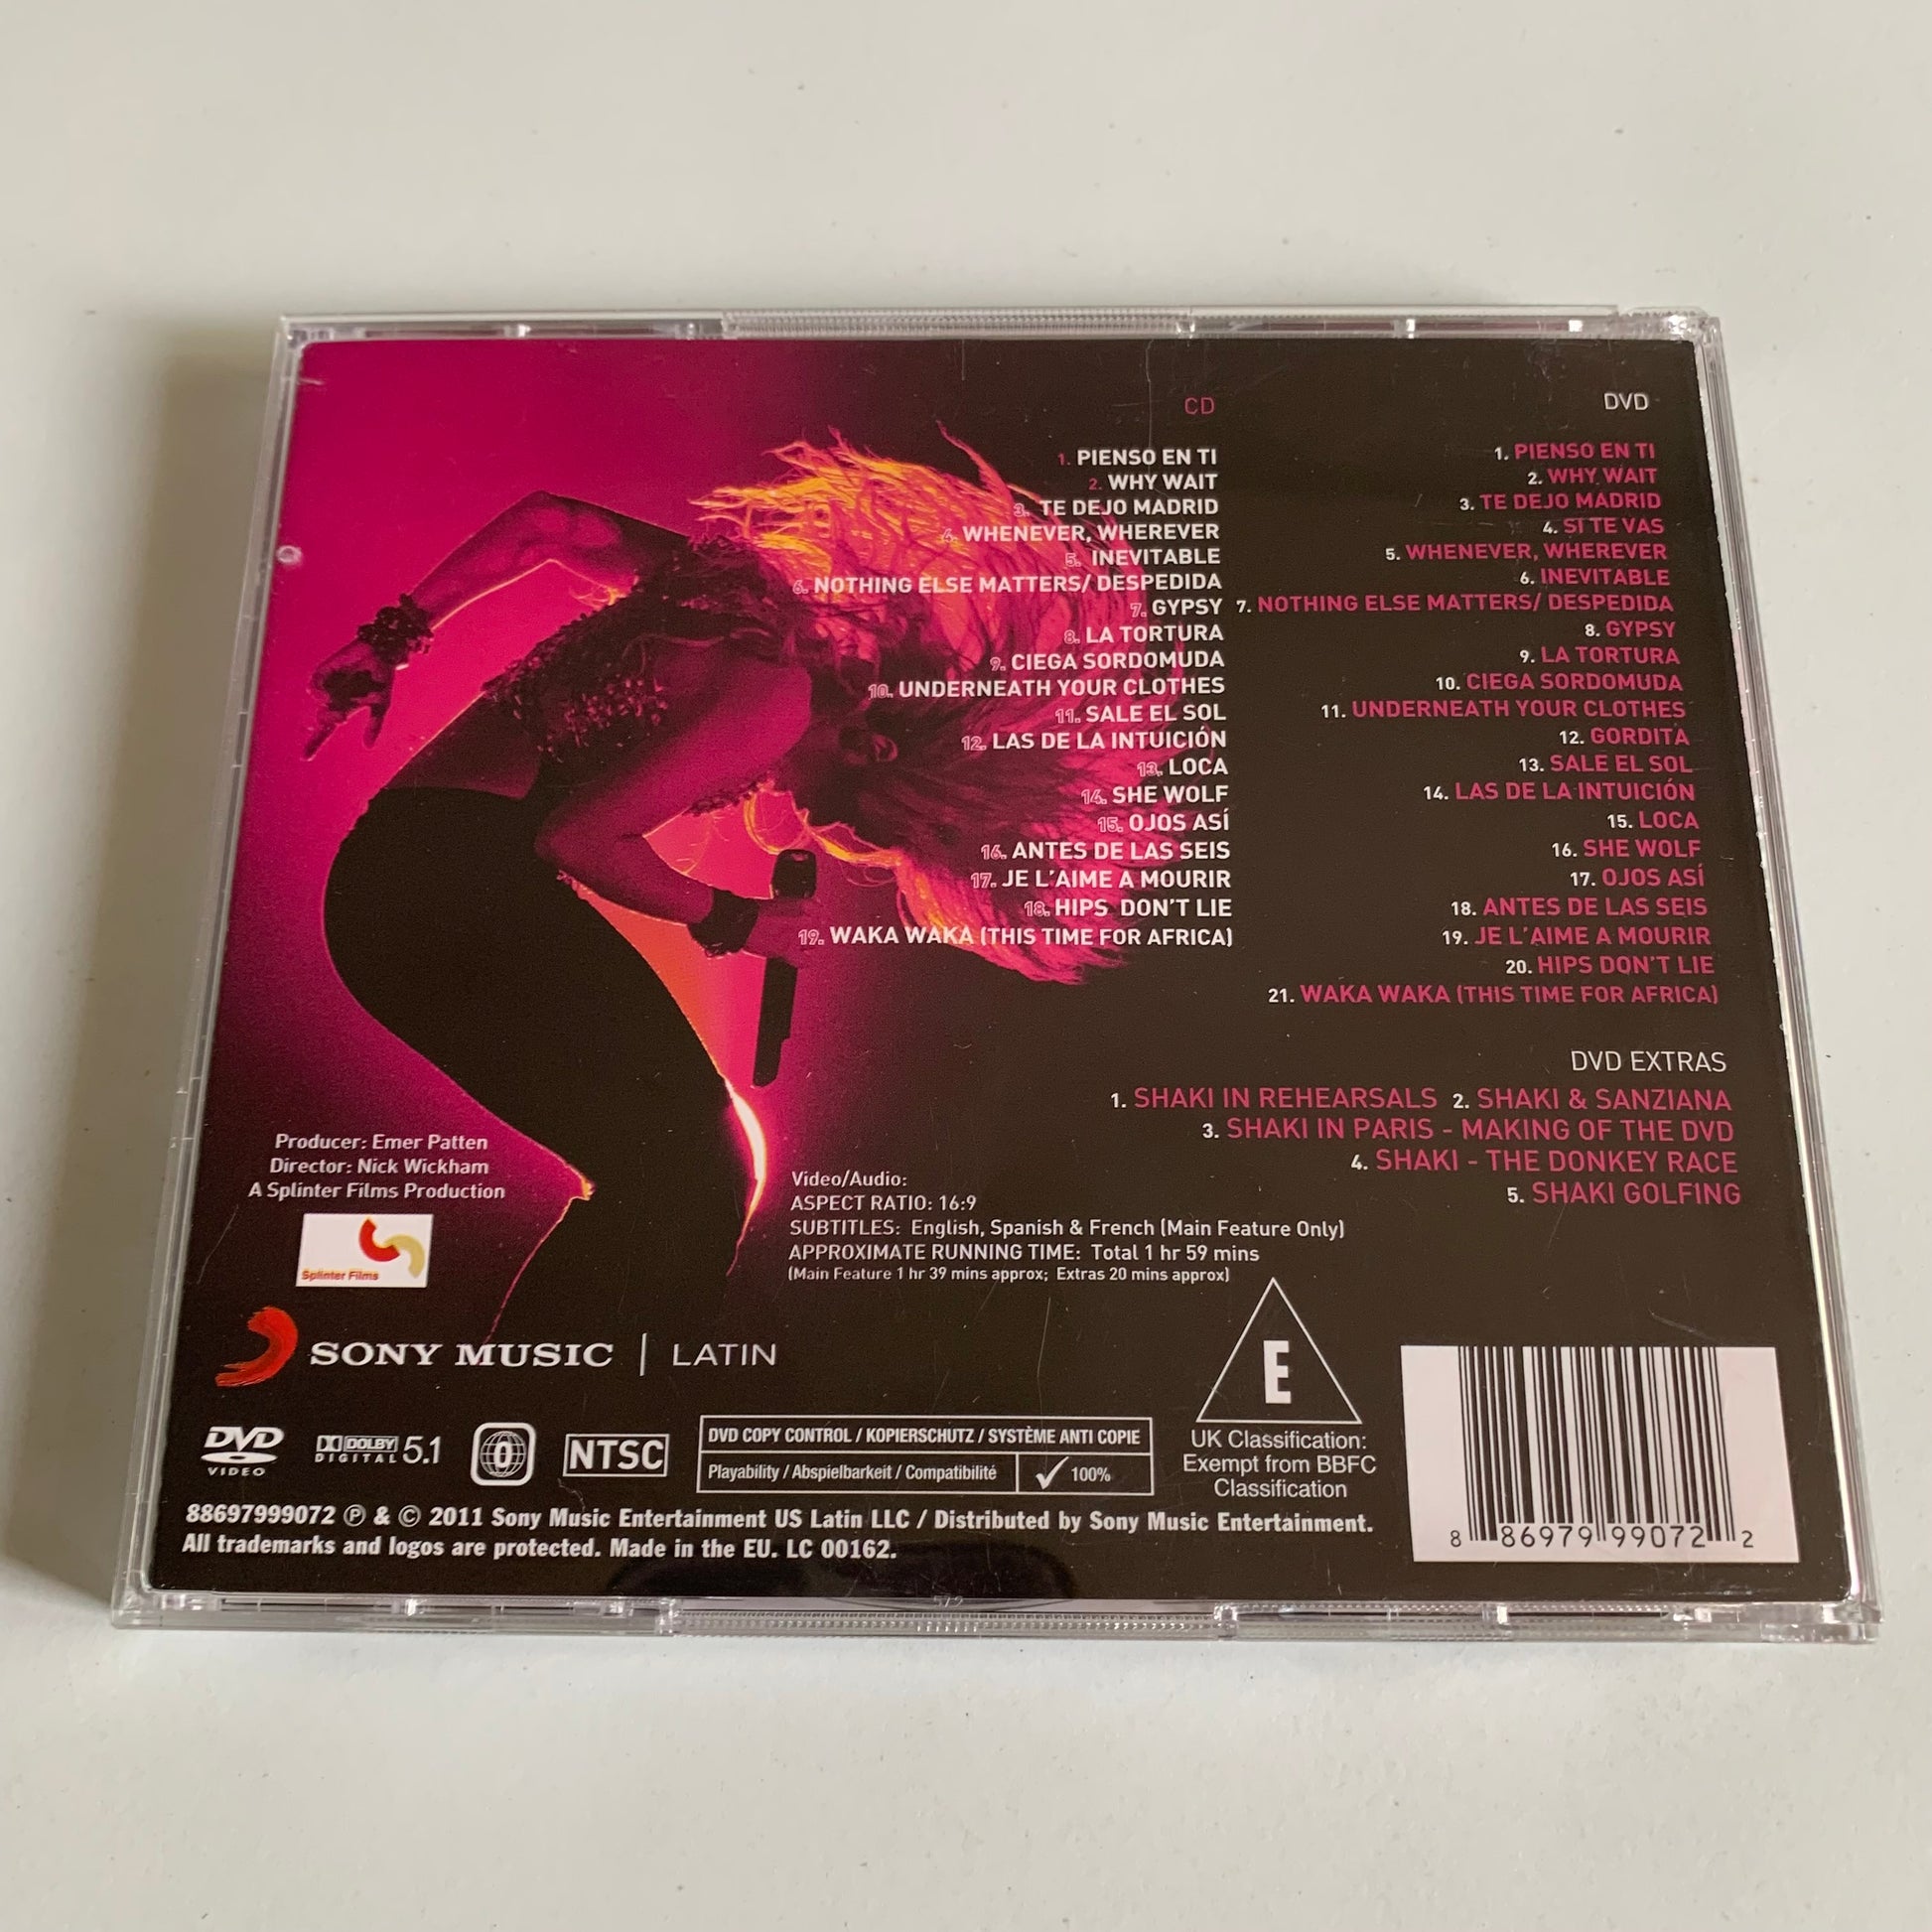 CD
1. PIENSO EN TI
2. WHY WAIT
3. TE DEJO MADRID
4. WHENEVER, WHEREVER
5. INEVITABLE
6. NOTHING ELSE MATTERS/ DESPEDIDA
7. GYPSY
8. LA TORTURA
9. CIEGA SORDOMUDA
10. UNDERNEATH YOUR CLOTHES
11. SALE EL SOL
12. LAS DE LA INTUICIÓN
13. LOCA
14. SHE WOLF
15. OJOS ASÍ
16. ANTES DE LAS SEIS
17. JE L'AIME A MOURIR
18. HIPS DON'T LIE
19. WAKA WAKA (THIS TIME FOR AFRICA)
DVD
1. PIENSO EN TI
2. WHY WAIT
3. TE DEJO MADRID
4. SI TE VAS
5. WHENEVER, WHEREVER
6. INEVITABLE
7. NOTHING ELSE MATTERS/ DESPEDIDA
8. GYPSY
9. LA TORTURA
10. CIEGA SORDOMUDA
11. UNDERNEATH YOUR CLOTHES
12. GORDITA
13. SALE EL SOL
14. LAS DE LA INTUICIÓN
15. LOCA
16. SHE WOLF
17. OJOS ASÍ
18. ANTES DE LAS SEIS
19. JE L'AIME A MOURIR
20. HIPS DON'T LIE
21. WAKA WAKA (THIS TIME FOR AFRICA)
DVD EXTRAS
1. SHAKI IN REHEARSALS 2. SHAKI & SANZIANA
3. SHAKI IN PARIS - MAKING OF THE DVD
4. SHAKI - THE DONKEY RACE
5. SHAKI GOLFING
Producer: Emer Patten
Director: Nick Wickham
A Splinter Films Production
Splinter Films
Video/Audio:
ASPECT RATIO: 16:9
SUBTITLES: English, Spanish & French (Main Feature Only)
APPROXIMATE RUNNING TIME: Total 1 hr 59 mins
(Main Feature 1 hr 39 mins approx; Extras 20 mins approx)
SONY MUSIC | LATIN
DVD
VIDEO
DOLBY
DIGITAL 5.1
0
NTSC
DVD COPY CONTROL / KOPIERSCHUTZ / SYSTÈME ANTI COPIE
Playability / Abspielbarkeit / Compatibilité ✓ 100%
E
UK Classification:
Exempt from BBFC
Classification
88697999072 ℗ & © 2011 Sony Music Entertainment US Latin LLC / Distributed by Sony Music Entertainment.
All trademarks and logos are protected. Made in the EU. LC 00162.
8 86979 99072 2